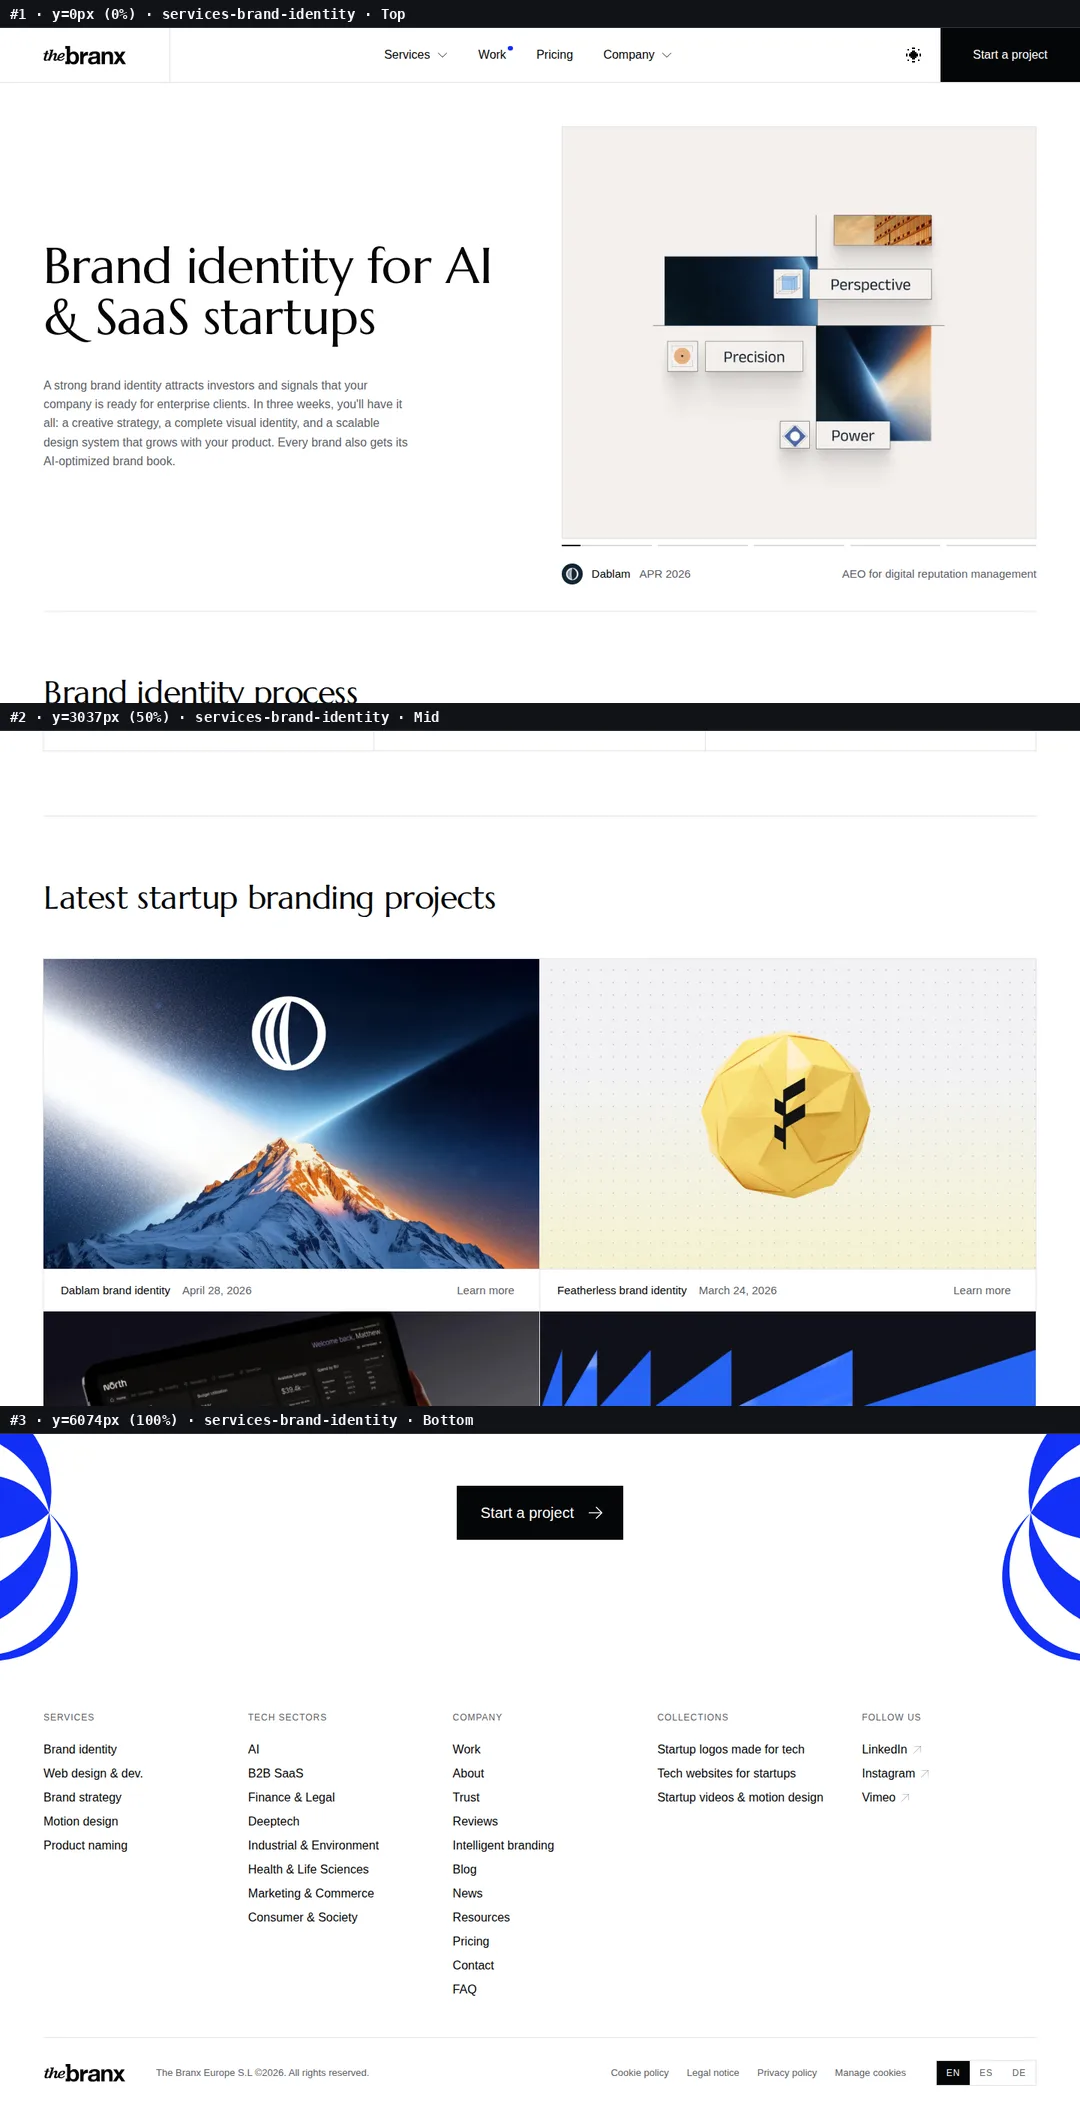 #1 · y=0px (0%) · services-brand-identity · Top
thebranx
Services
Work
Pricing
Company
Start a project
Brand identity for AI
& SaaS startups
A strong brand identity attracts investors and signals that your
company is ready for enterprise clients. In three weeks, you'll have it
all: a creative strategy, a complete visual identity, and a scalable
design system that grows with your product. Every brand also gets its
AI-optimized brand book.
Perspective
Precision
Power
Dablam APR 2026
AEO for digital reputation management
Brand identity process
#2 · y=3037px (50%) · services-brand-identity · Mid
Latest startup branding projects
Dablam brand identity April 28, 2026 Learn more
Featherless brand identity March 24, 2026 Learn more
Welcome back, Matthew.
north
Budget utilisation
Available Savings
$39.4k
#3 · y=6074px (100%) · services-brand-identity · Bottom
Start a project
SERVICES
Brand identity
Web design & dev.
Brand strategy
Motion design
Product naming
TECH SECTORS
AI
B2B SaaS
Finance & Legal
Deeptech
Industrial & Environment
Health & Life Sciences
Marketing & Commerce
Consumer & Society
COMPANY
Work
About
Trust
Reviews
Intelligent branding
Blog
News
Resources
Pricing
Contact
FAQ
COLLECTIONS
Startup logos made for tech
Tech websites for startups
Startup videos & motion design
FOLLOW US
LinkedIn
Instagram
Vimeo
thebranx
The Branx Europe S.L ©2026. All rights reserved.
Cookie policy
Legal notice
Privacy policy
Manage cookies
EN
ES
DE